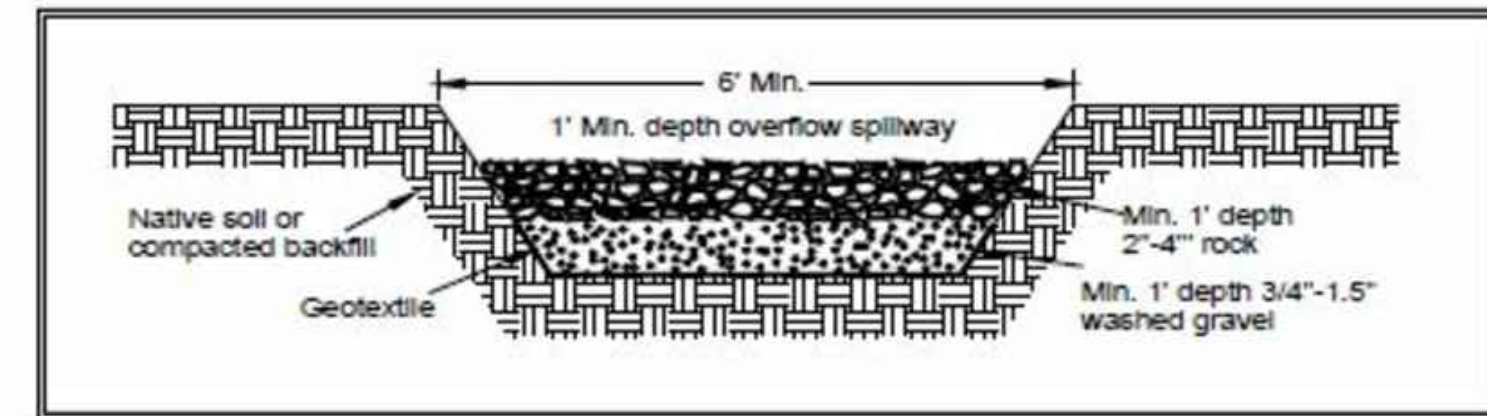 6' Min.
1' Min. depth overflow spillway
Native soil or
compacted backfill
Geotextile
Min. 1' depth
2"-4"' rock
Min. 1' depth 3/4"-1.5"
washed gravel